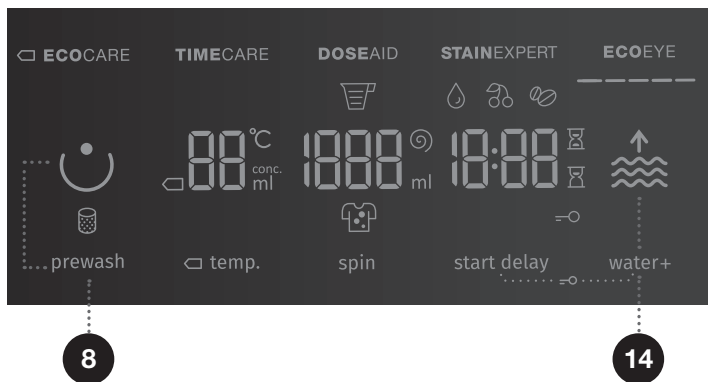 ECOCARE TIMECARE DOSEAID STAINEXPERT ECOEYE
88 °C 1888 18:88
conc.
ml ml
prewash temp. spin start delay water+
8 14